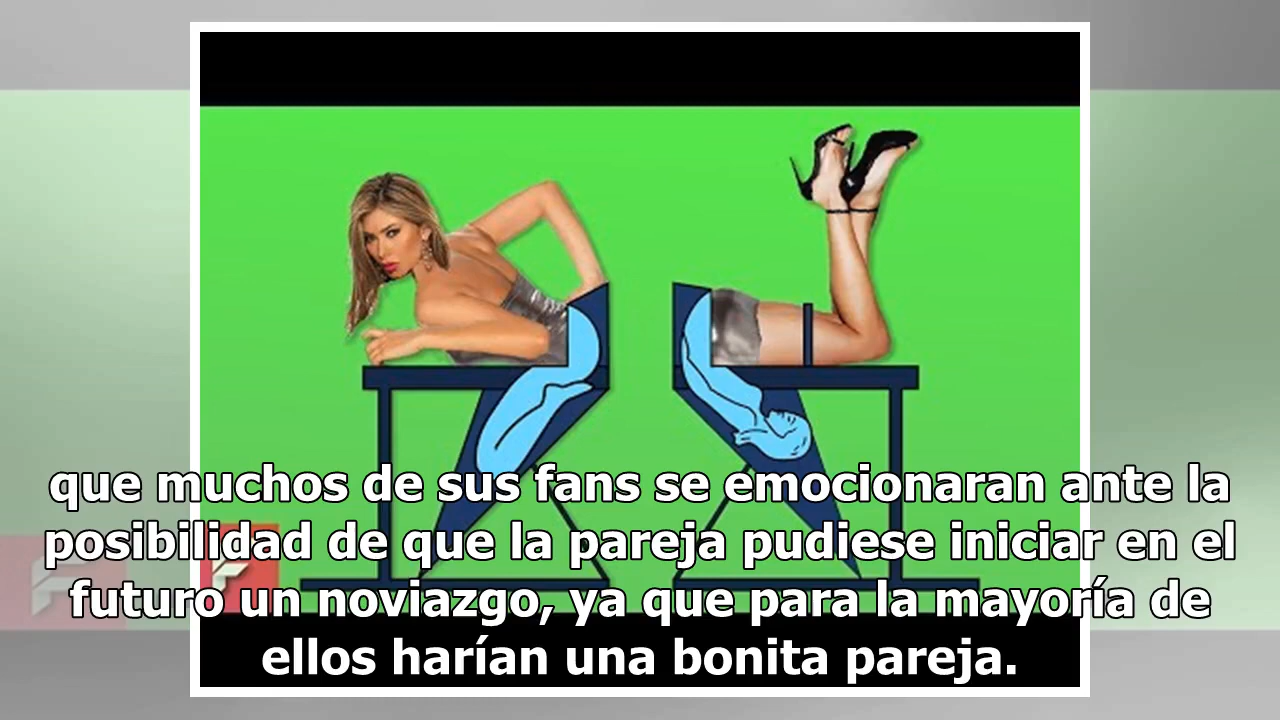 que muchos de sus fans se emocionaran ante la
posibilidad de que la pareja pudiese iniciar en el
futuro un noviazgo, ya que para la mayoría de
ellos harían una bonita pareja.